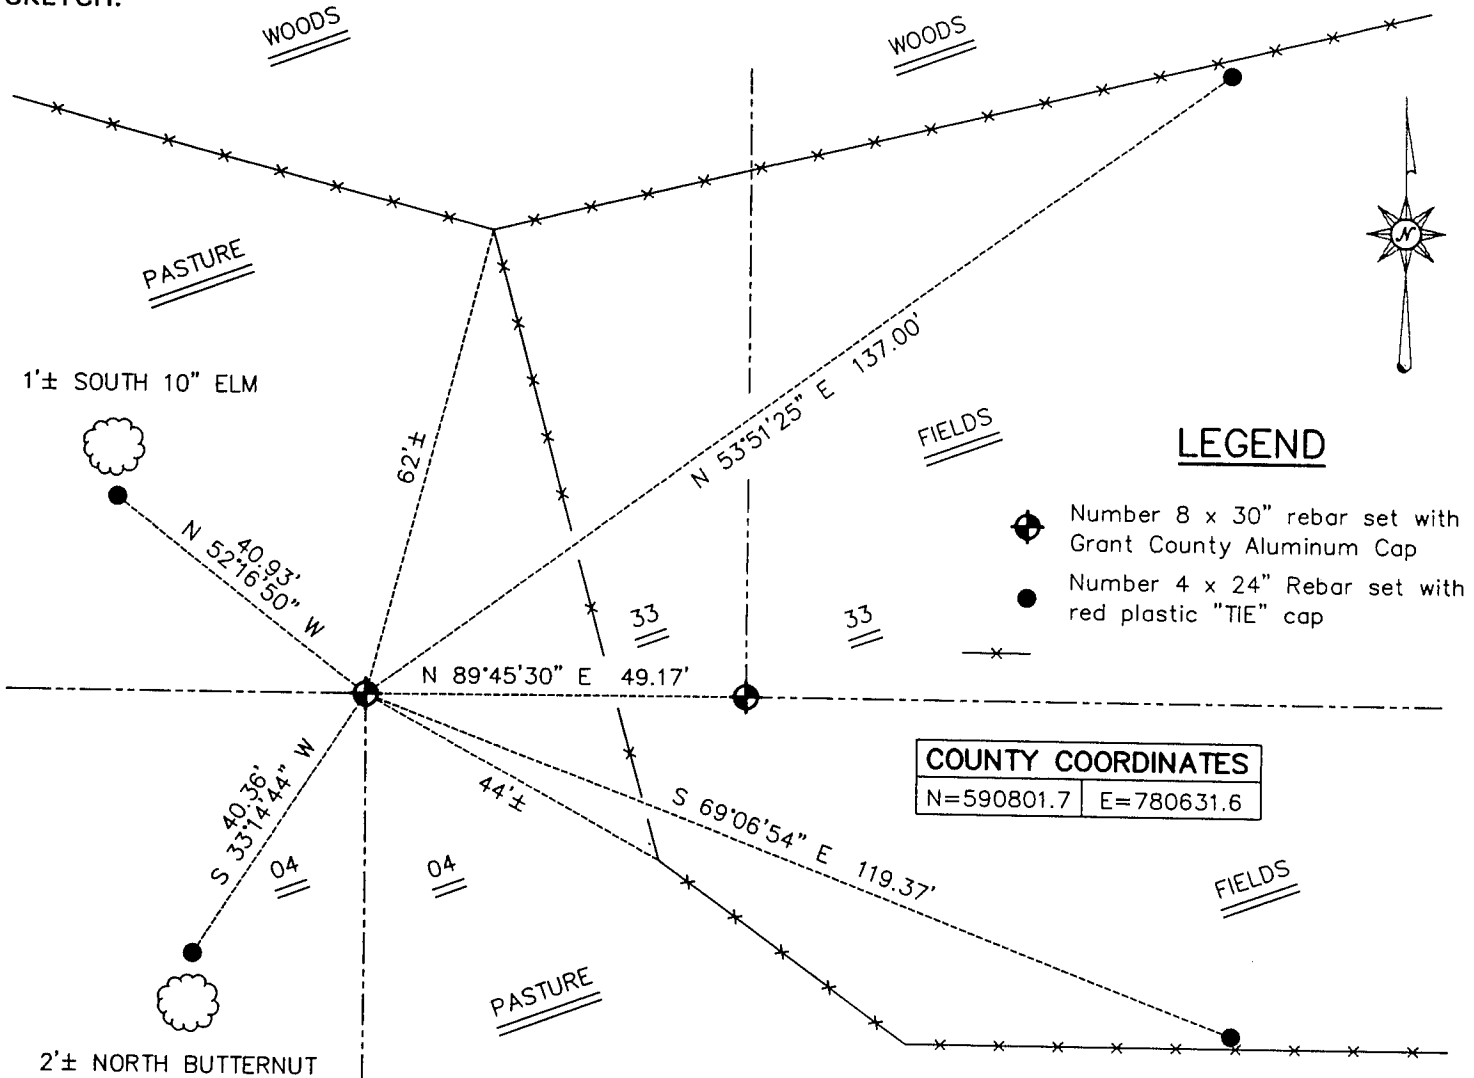 SKETCH:
WOODS
WOODS
PASTURE
N
1'± SOUTH 10" ELM
62'±
N 53°51'25" E 137.00'
FIELDS
LEGEND
Number 8 x 30" rebar set with
Grant County Aluminum Cap
Number 4 x 24" Rebar set with
red plastic "TIE" cap
40.93'
N 52°16'50" W
33
33
N 89°45'30" E 49.17'
COUNTY COORDINATES
N=590801.7 E=780631.6
40.36'
S 33°14'44" W
44'±
S 69°06'54" E 119.37'
04
04
FIELDS
PASTURE
2'± NORTH BUTTERNUT